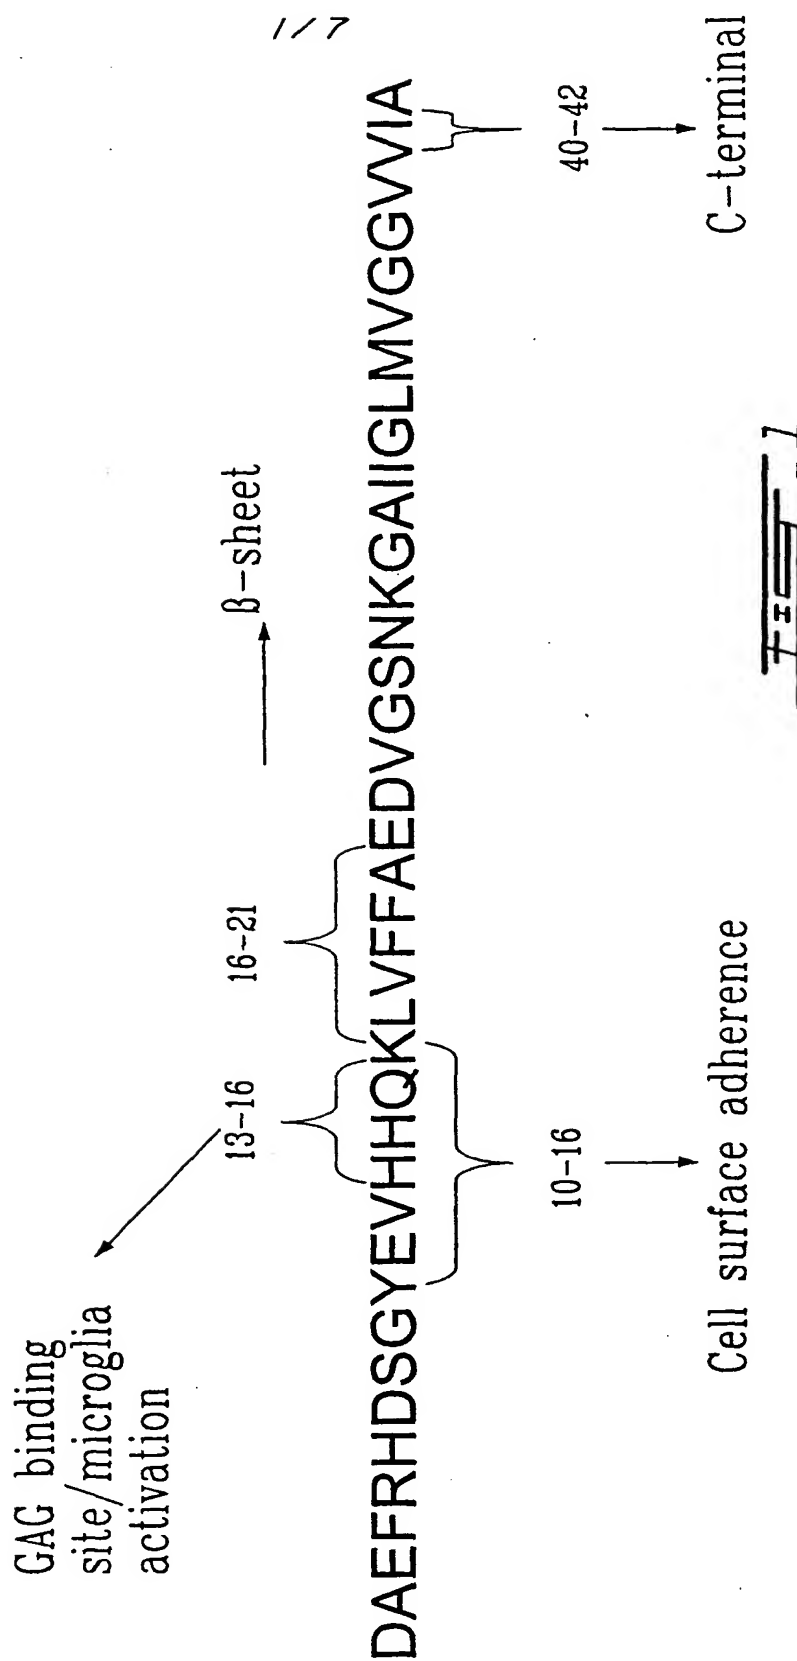 1/7
GAG binding
site/microglia
activation
13-16
16-21
β-sheet
DAEFRHDSGYEVHHQKLVFFAEDVGSNKGAIIGLMVGGVVIA
10-16
40-42
Cell surface adherence
C-terminal